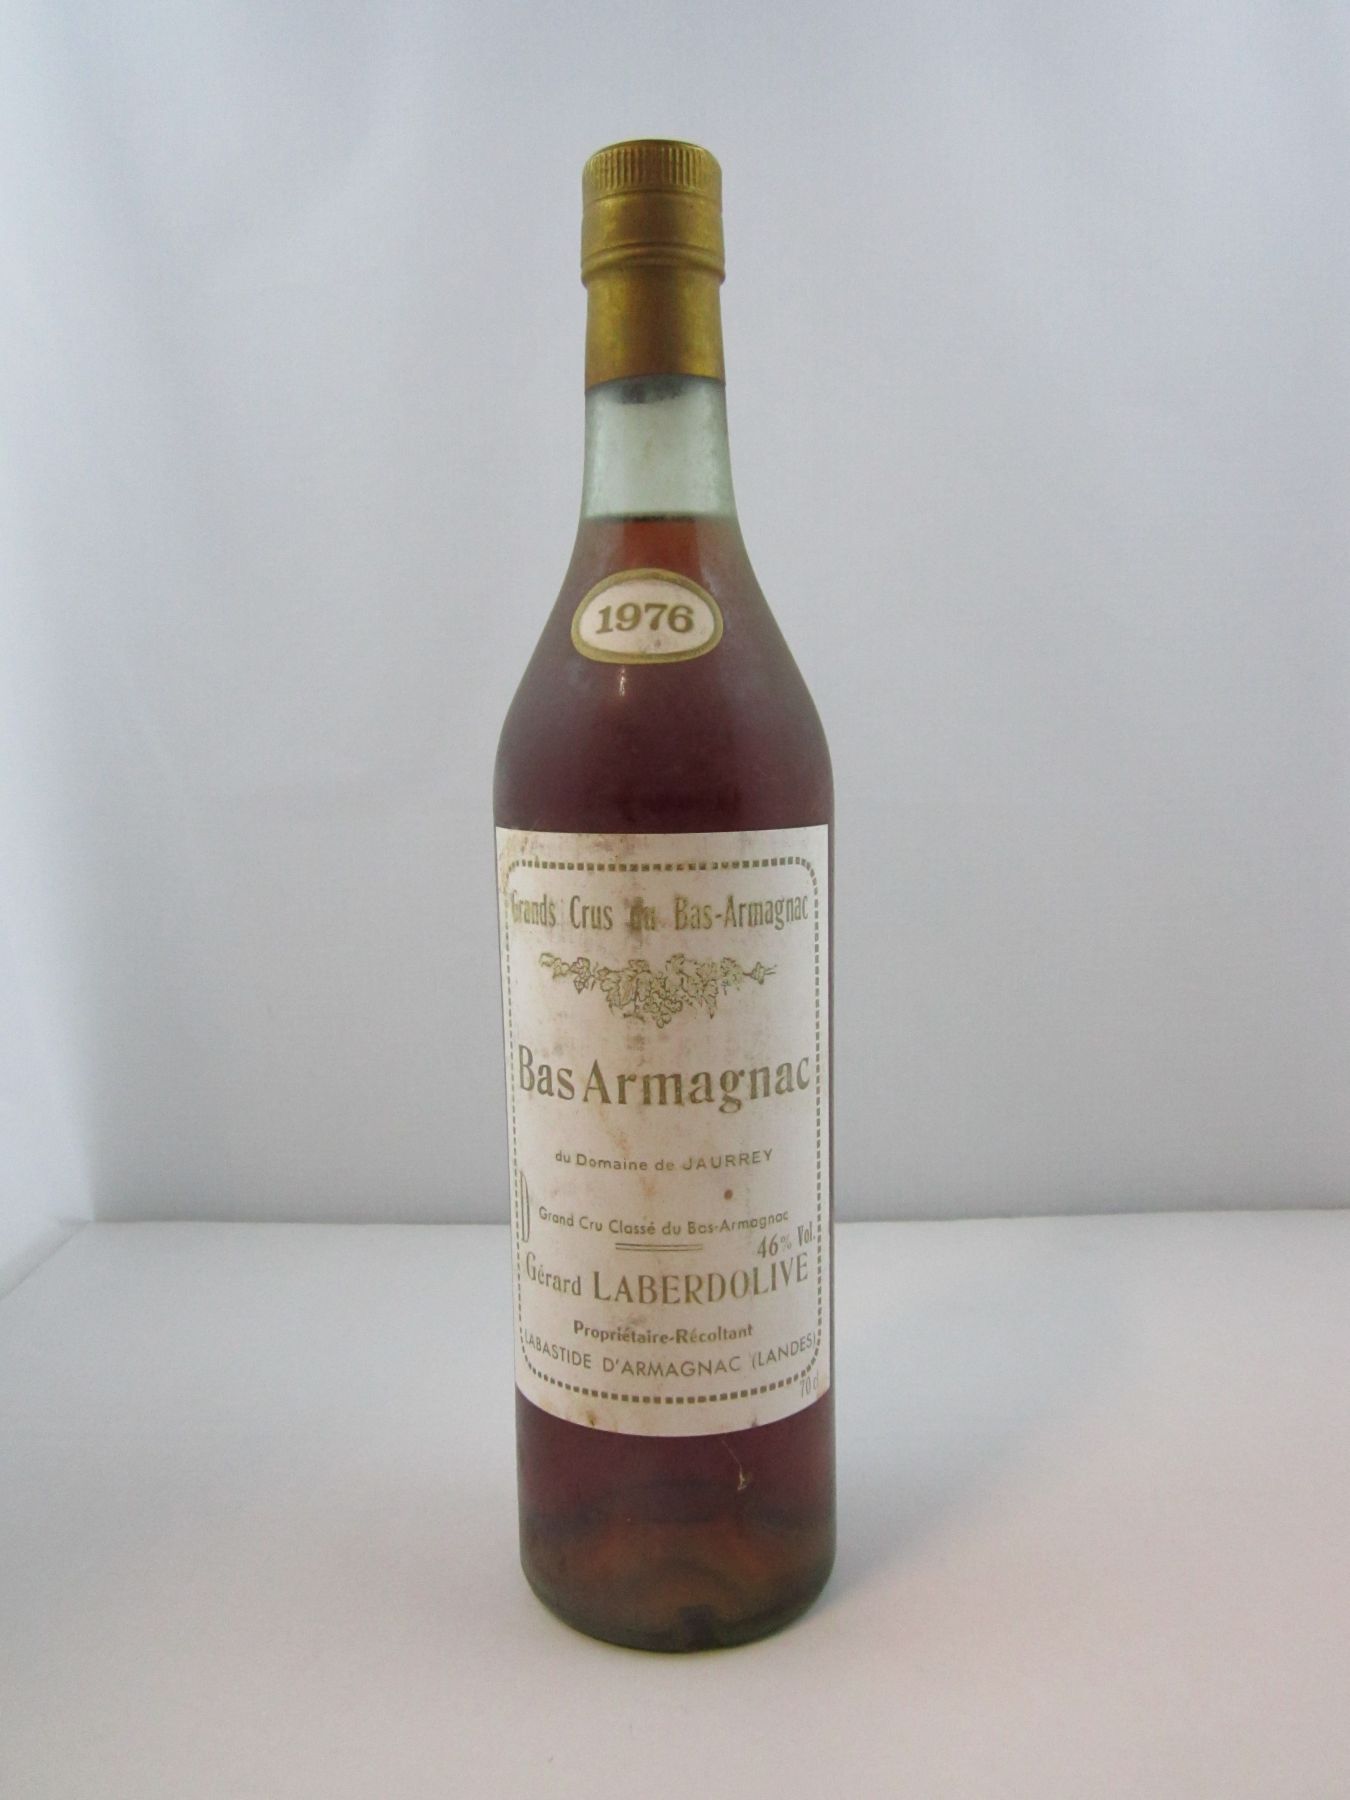 1976
Grands Crus du Bas-Armagnac
Bas Armagnac
du Domaine de JAURREY
D
Grand Cru Classé du Bas-Armagnac
46% Vol.
Gérard LABERDOLIVE
Propriétaire-Récoltant
LABASTIDE D'ARMAGNAC (LANDES)
70 cl